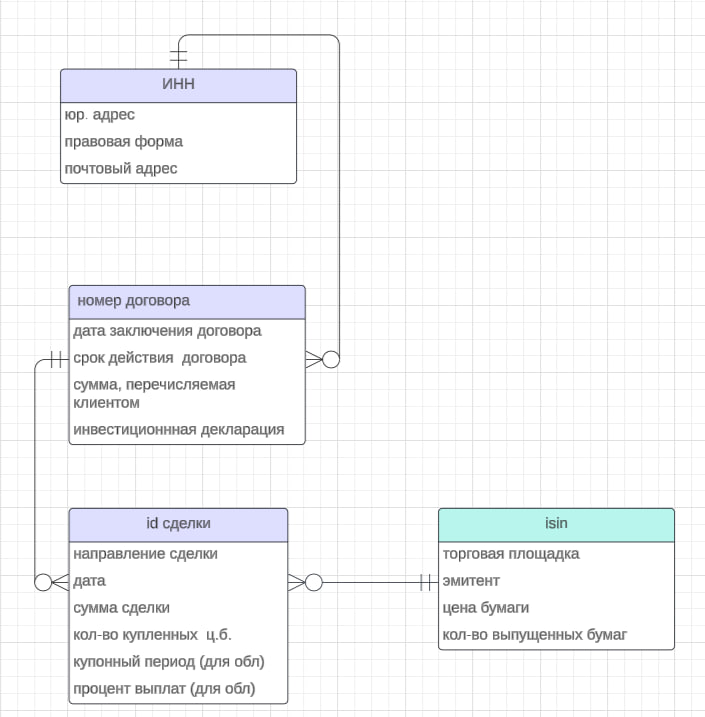 ИНН
юр. адрес
правовая форма
почтовый адрес
номер договора
дата заключения договора
срок действия договора
сумма, перечисляемая
клиентом
инвестиционнная декларация
id сделки
направление сделки
дата
сумма сделки
кол-во купленных ц.б.
купонный период (для обл)
процент выплат (для обл)
isin
торговая площадка
эмитент
цена бумаги
кол-во выпущенных бумаг